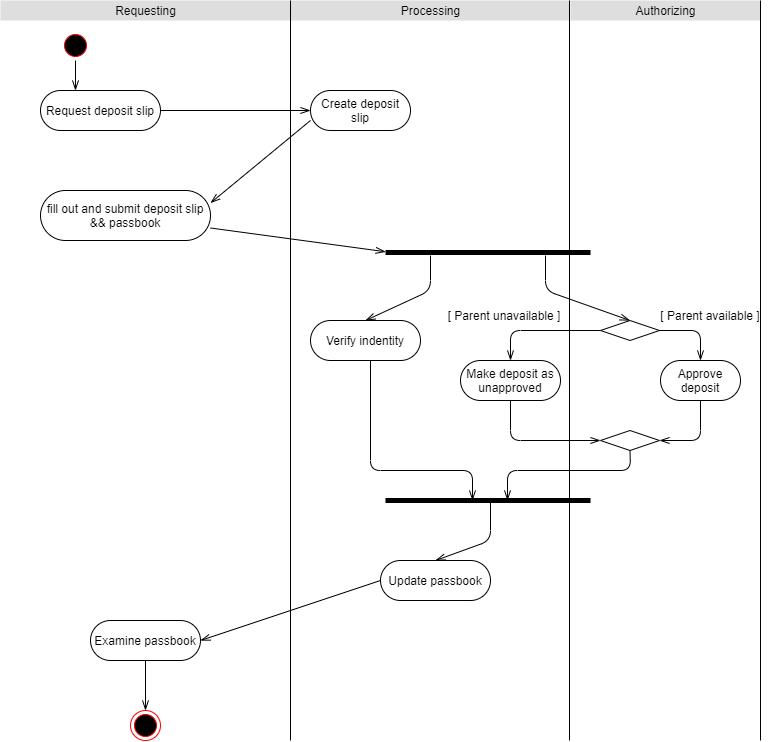 Requesting
Processing
Authorizing
Request deposit slip
Create deposit
slip
fill out and submit deposit slip
&& passbook
[ Parent unavailable ]
[ Parent available ]
Verify indentity
Make deposit as
unapproved
Approve
deposit
Update passbook
Examine passbook